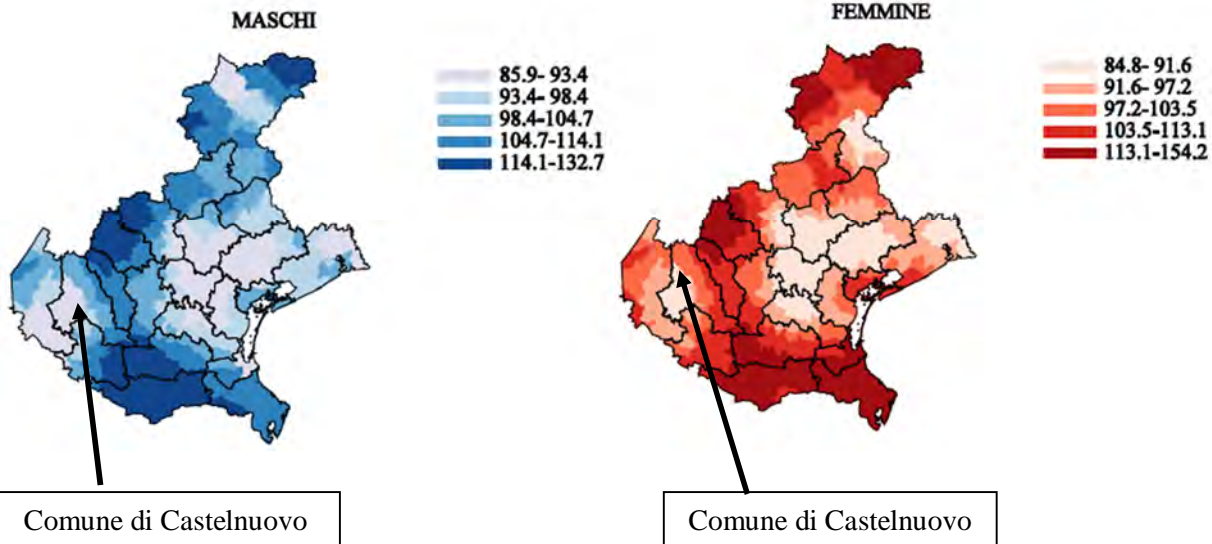 MASCHI
85.9- 93.4
93.4- 98.4
98.4-104.7
104.7-114.1
114.1-132.7
Comune di Castelnuovo
FEMMINE
84.8- 91.6
91.6- 97.2
97.2-103.5
103.5-113.1
113.1-154.2
Comune di Castelnuovo